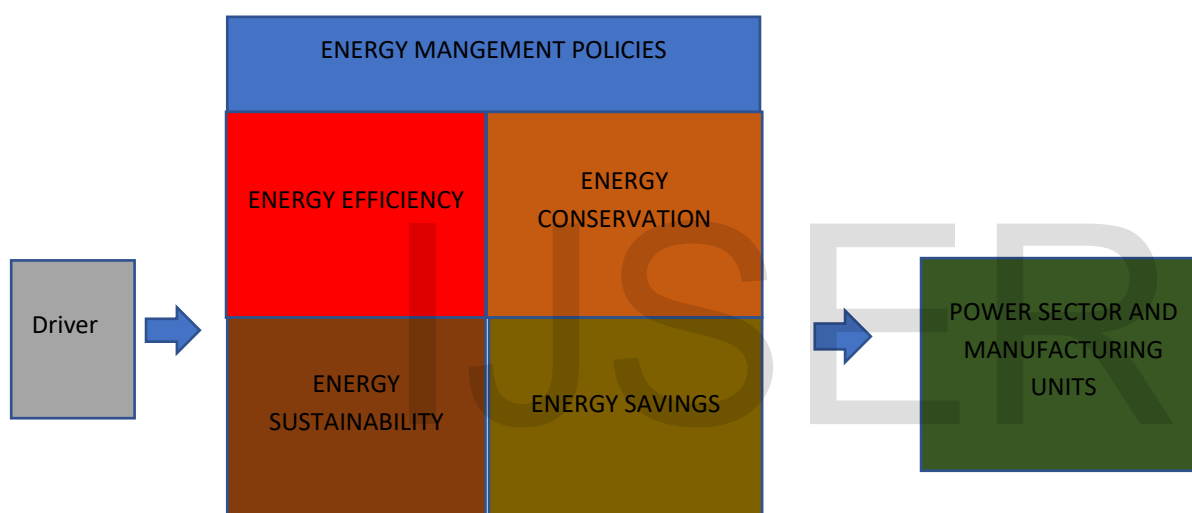 ENERGY MANGEMENT POLICIES
ENERGY EFFICIENCY
ENERGY
CONSERVATION
Driver
ENERGY
SUSTAINABILITY
ENERGY SAVINGS
POWER SECTOR AND
MANUFACTURING
UNITS
IJSER